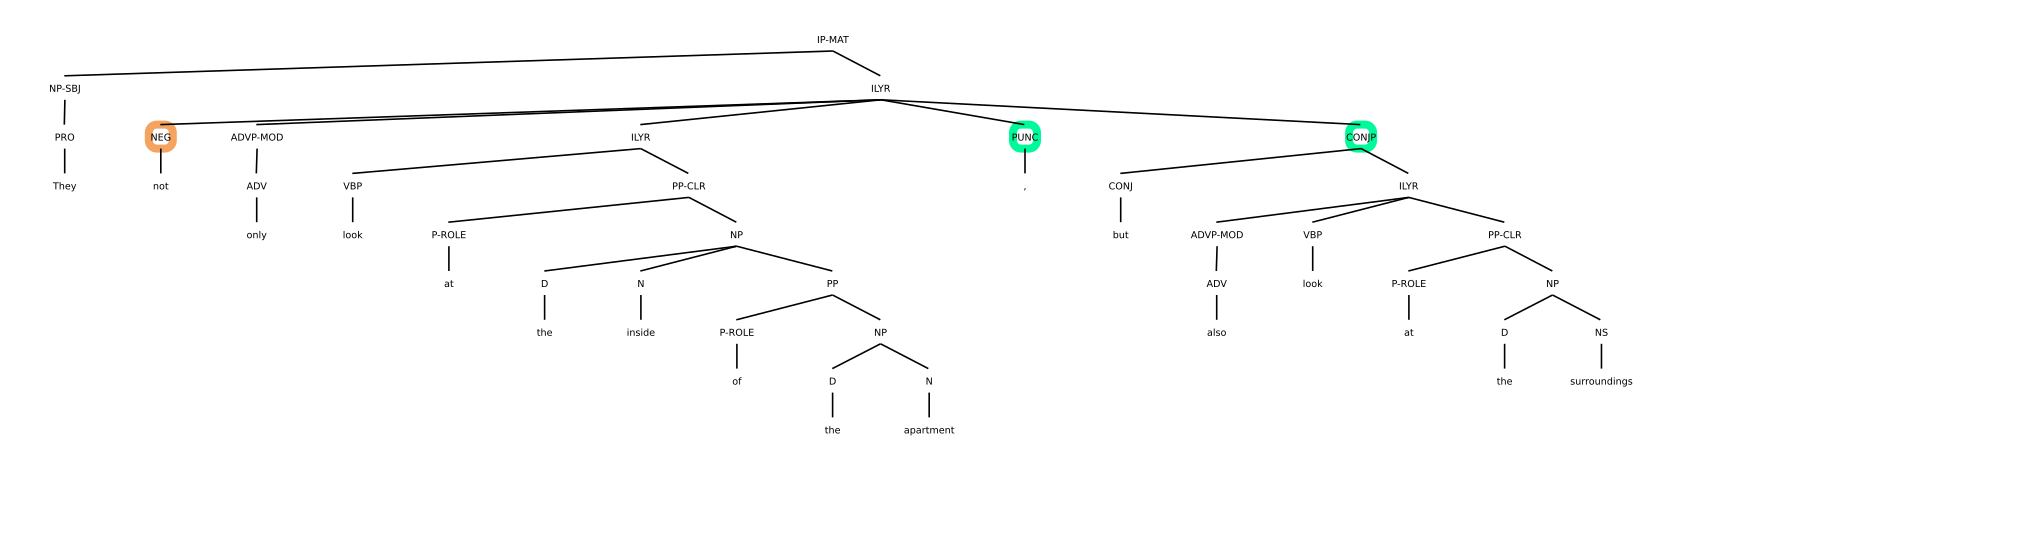 IP-MAT
NP-SBJ ILYR
PRO NEG ADVP-MOD ILYR PUNC CONJP
They not ADV VBP PP-CLR , CONJ ILYR
only look P-ROLE NP but ADVP-MOD VBP PP-CLR
at D N PP ADV look P-ROLE NP
the inside P-ROLE NP also at D NS
of D N the surroundings
the apartment